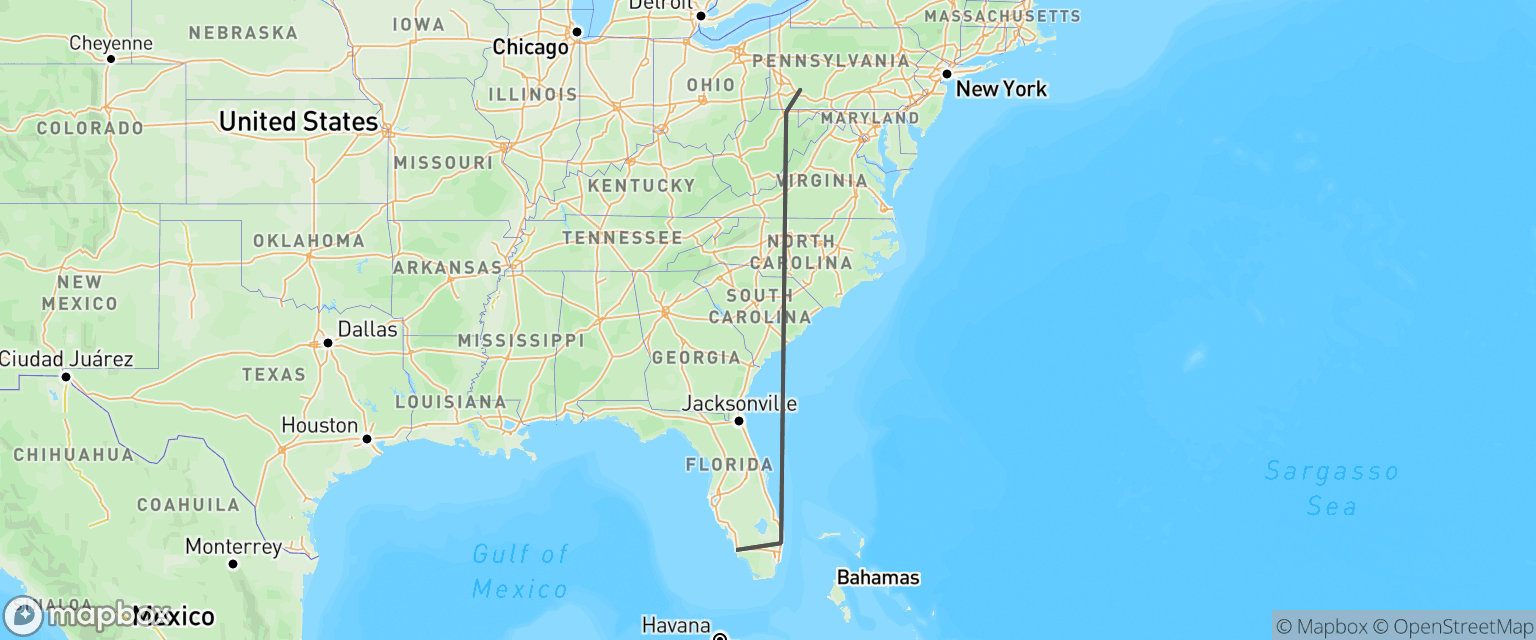 Detroit
MASSACHUSETTS
IOWA
NEBRASKA
Cheyenne
Chicago
PENNSYLVANIA
OHIO
New York
ILLINOIS
United States
COLORADO
MARYLAND
MISSOURI
KENTUCKY
VIRGINIA
TENNESSEE
OKLAHOMA
NORTH
CAROLINA
ARKANSAS
NEW
MEXICO
SOUTH
CAROLINA
Dallas
MISSISSIPPI
Ciudad Juárez
GEORGIA
TEXAS
LOUISIANA
Jacksonville
Houston
CHIHUAHUA
FLORIDA
Sargasso
Sea
COAHUILA
Monterrey
Gulf of
Mexico
Bahamas
SINALOA
mapbox
Mexico
Havana
© Mapbox © OpenStreetMap